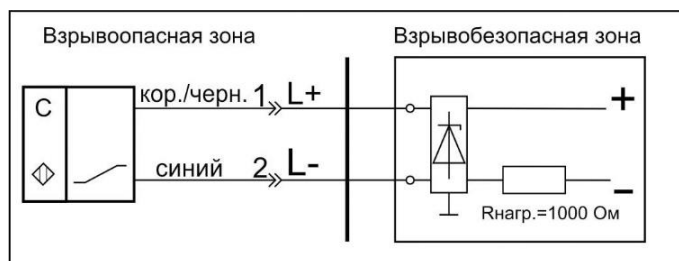 Взрывоопасная зона
Взрывобезопасная зона
С
кор./черн. 1 L+
+
синий 2 L-
–
Rнагр.=1000 Ом